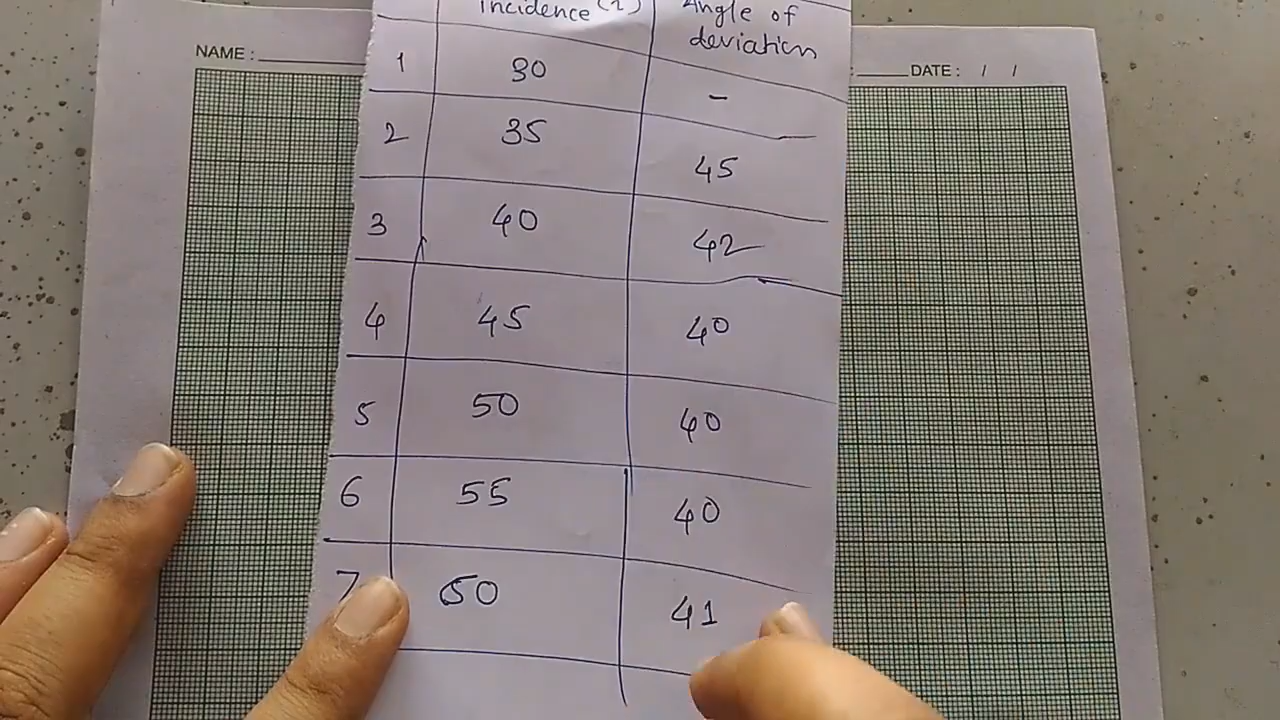 incidence (i) Angle of
deviation
NAME : DATE : / /
1 30 -
2 35 45
3 40 42
4 45 40
5 50 40
6 55 40
7 60 41